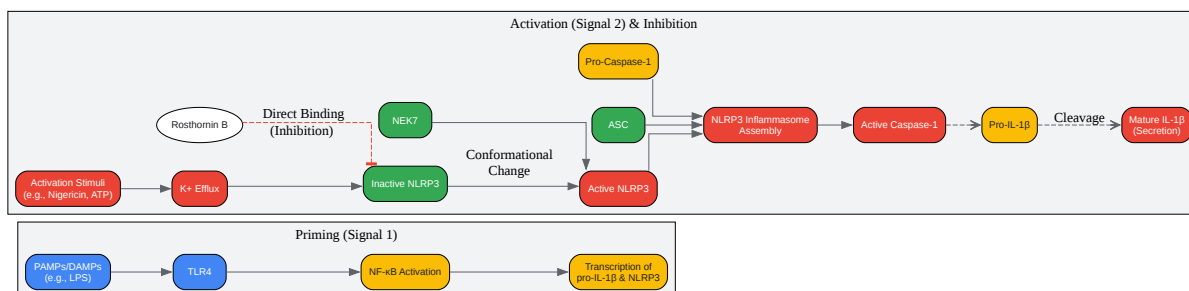 Activation (Signal 2) & Inhibition
Pro-Caspase-1
Rosthornin B
Direct Binding
(Inhibition)
NEK7
ASC
NLRP3 Inflammasome
Assembly
Active Caspase-1
Pro-IL-1β
Cleavage
Mature IL-1β
(Secretion)
Activation Stimuli
(e.g., Nigericin, ATP)
K+ Efflux
Inactive NLRP3
Conformational
Change
Active NLRP3
Priming (Signal 1)
PAMPs/DAMPs
(e.g., LPS)
TLR4
NF-κB Activation
Transcription of
pro-IL-1β & NLRP3